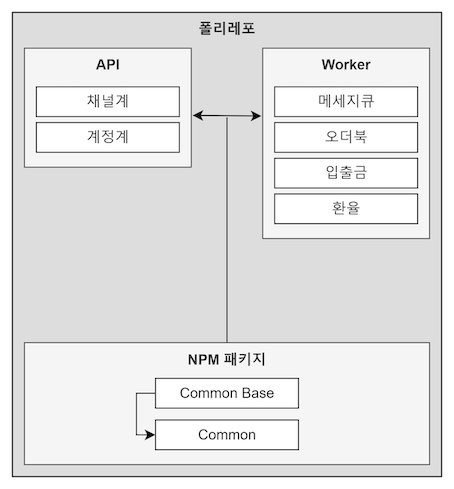 폴리레포
API
채널계
계정계
Worker
메세지큐
오더북
입출금
환율
NPM 패키지
Common Base
Common